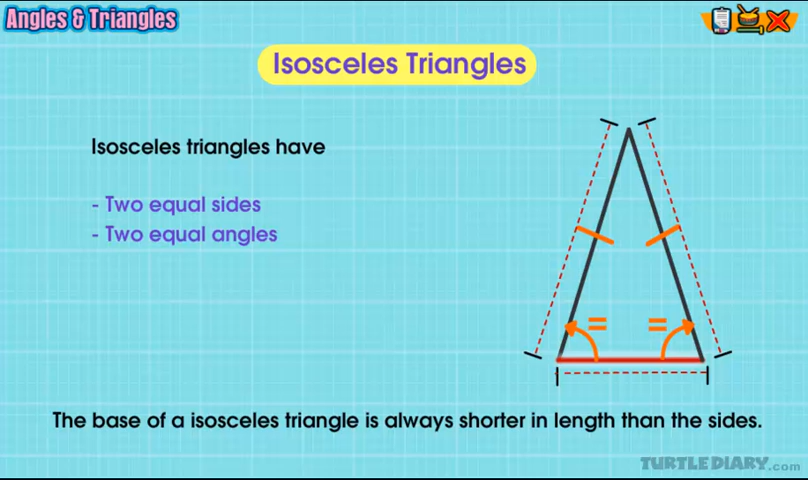 Angles & Triangles
Isosceles Triangles
Isosceles triangles have
- Two equal sides
- Two equal angles
= =
The base of a isosceles triangle is always shorter in length than the sides.
TURTLEDIARY.com